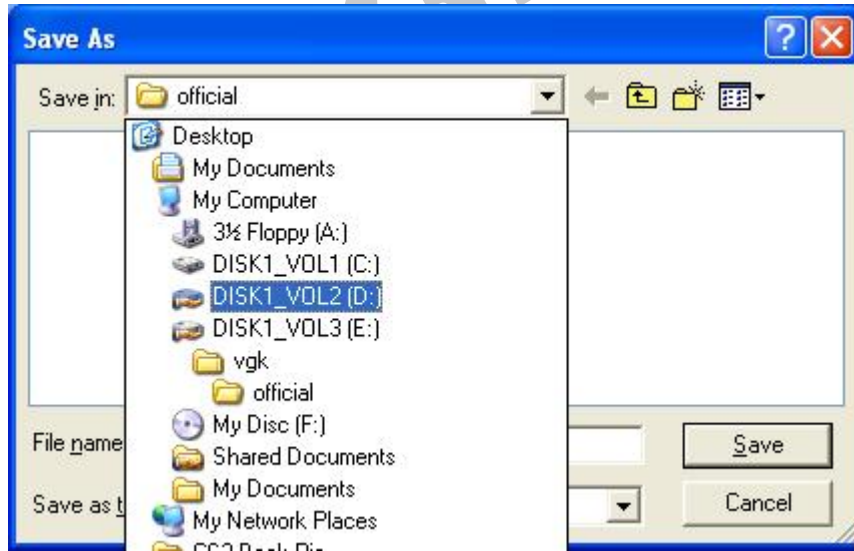 Save As
Save in: official
Desktop
My Documents
My Computer
3½ Floppy (A:)
DISK1_VOL1 (C:)
DISK1_VOL2 (D:)
DISK1_VOL3 (E:)
vgk
official
My Disc (F:)
File name
Shared Documents
Save
My Documents
Save as t
Cancel
My Network Places